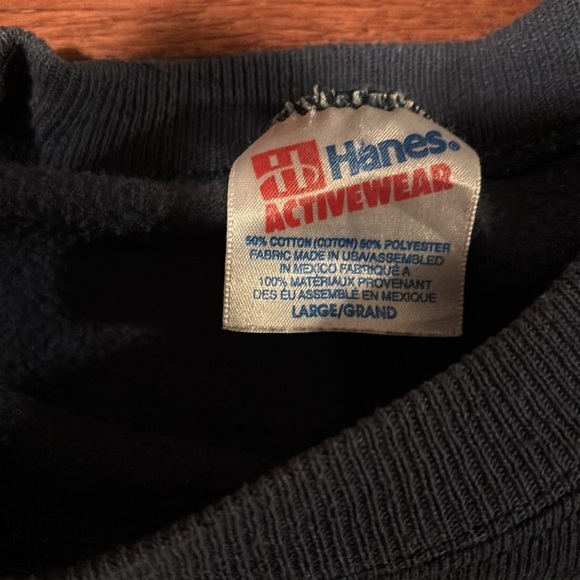 Hanes®
ACTIVEWEAR
50% COTTON (COTON) 50% POLYESTER
FABRIC MADE IN USA/ASSEMBLED
IN MEXICO FABRIQUÉ A
100% MATERIAUX PROVENANT
DES ÉU ASSEMBLÉ EN MEXIQUE
LARGE/GRAND